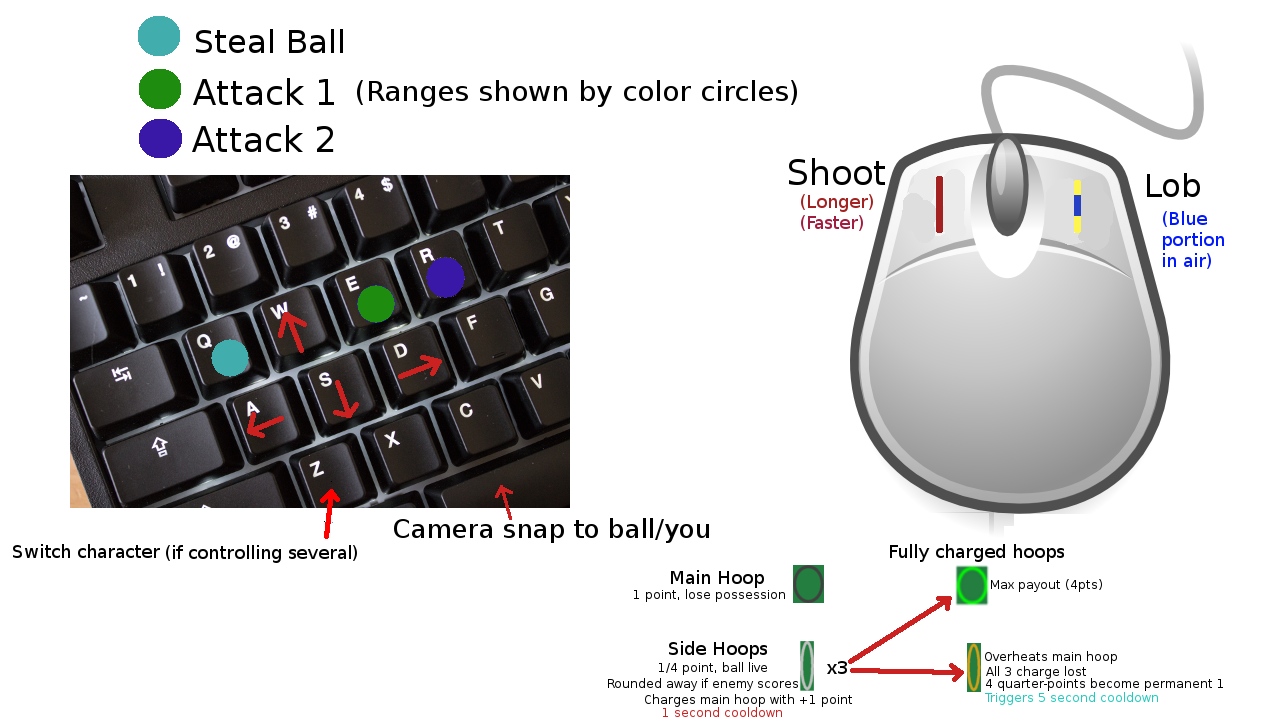 Steal Ball
Attack 1 (Ranges shown by color circles)
Attack 2
Shoot
(Longer)
(Faster)
Lob
(Blue
portion
in air)
~ 1 ! 2 @ 3 # 4 $
Q W E R T
A S D F G
Z X C V
Switch character (if controlling several)
Camera snap to ball/you
Main Hoop
1 point, lose possession
Side Hoops
1/4 point, ball live
Rounded away if enemy scores
Charges main hoop with +1 point
1 second cooldown
x3
Fully charged hoops
Max payout (4pts)
Overheats main hoop
All 3 charge lost
4 quarter-points become permanent 1
Triggers 5 second cooldown